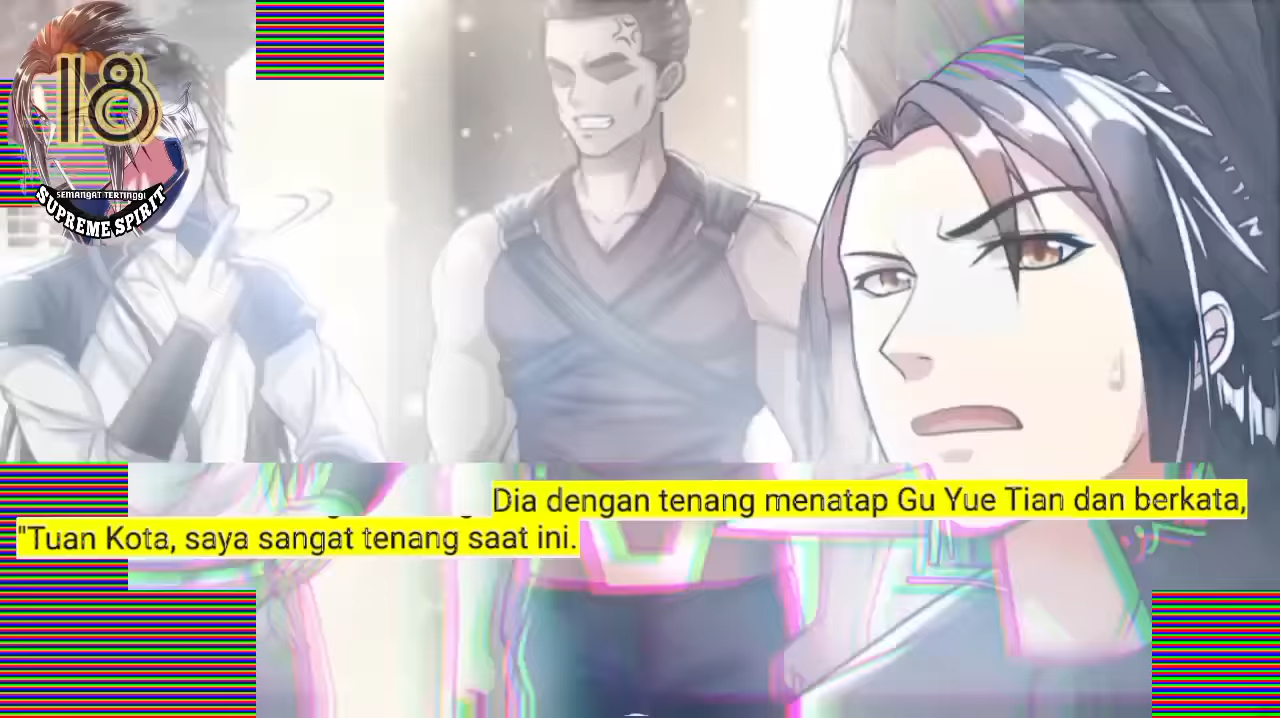 18
SEMANGAT TERTINGGI
SUPREME SPIRIT
Dia dengan tenang menatap Gu Yue Tian dan berkata,
"Tuan Kota, saya sangat tenang saat ini.